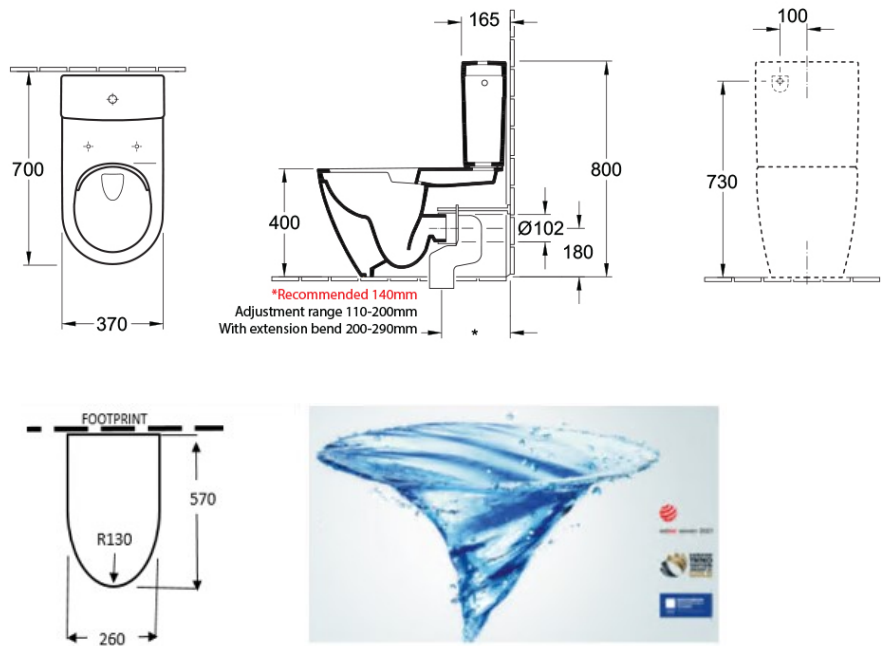 165
100
700
400
800
Ø102
180
730
370
*Recommended 140mm
Adjustment range 110-200mm
With extension bend 200-290mm
*
FOOTPRINT
570
R130
260